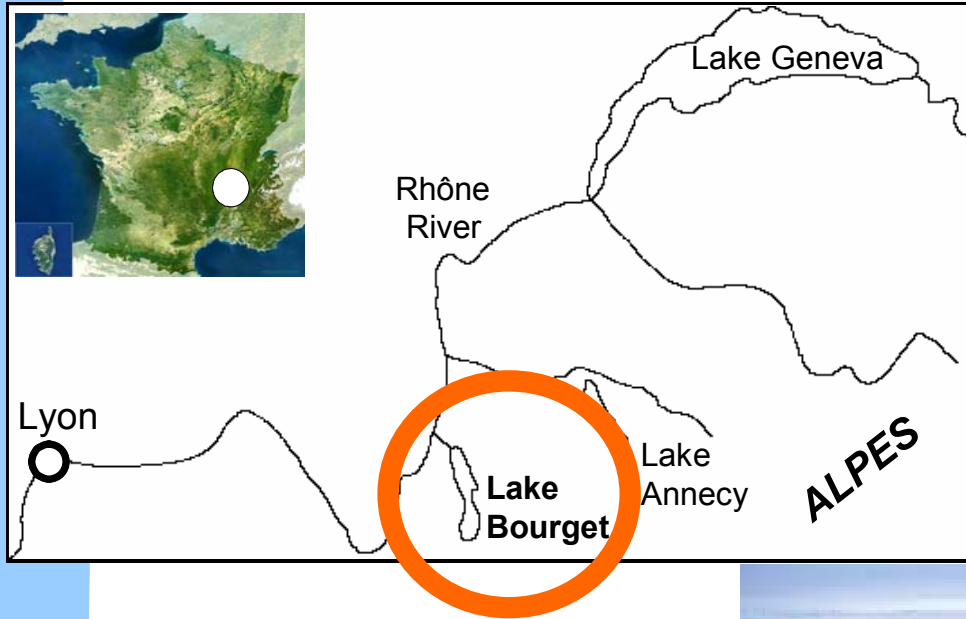 Lake Geneva
Rhône
River
Lyon
Lake
Annecy
Lake
Bourget
ALPES